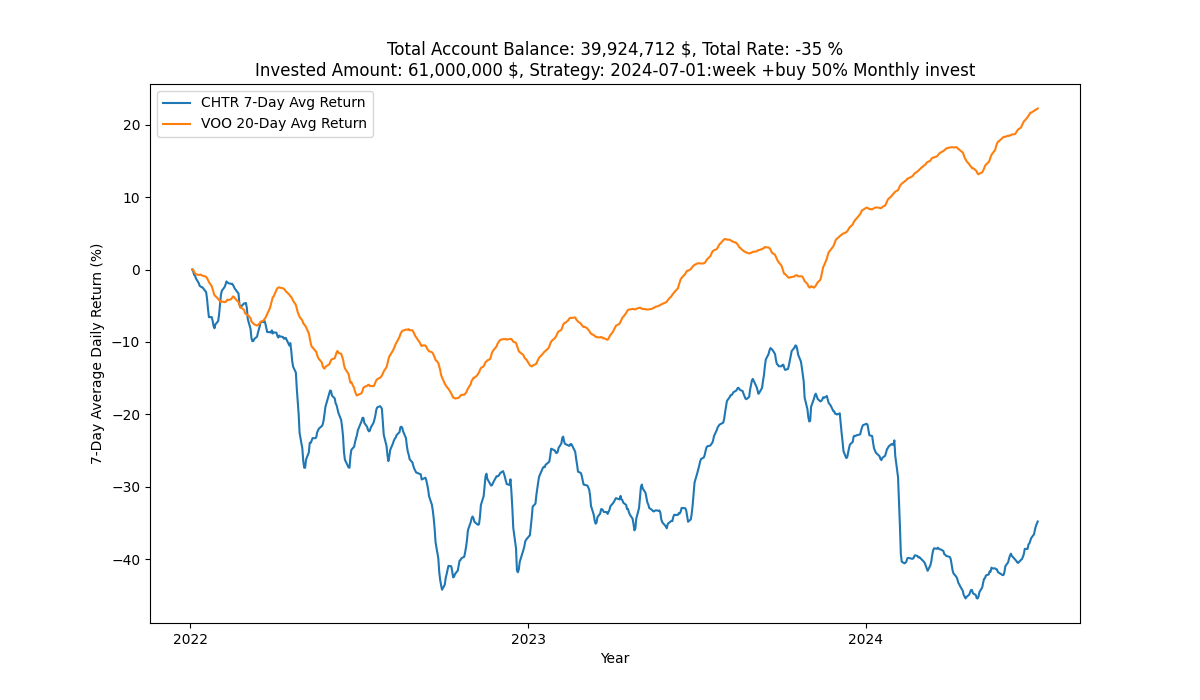 Total Account Balance: 39,924,712 $, Total Rate: -35 %
Invested Amount: 61,000,000 $, Strategy: 2024-07-01:week +buy 50% Monthly invest
CHTR 7-Day Avg Return
VOO 20-Day Avg Return
7-Day Average Daily Return (%)
20
10
0
−10
−20
−30
−40
2022
2023
2024
Year